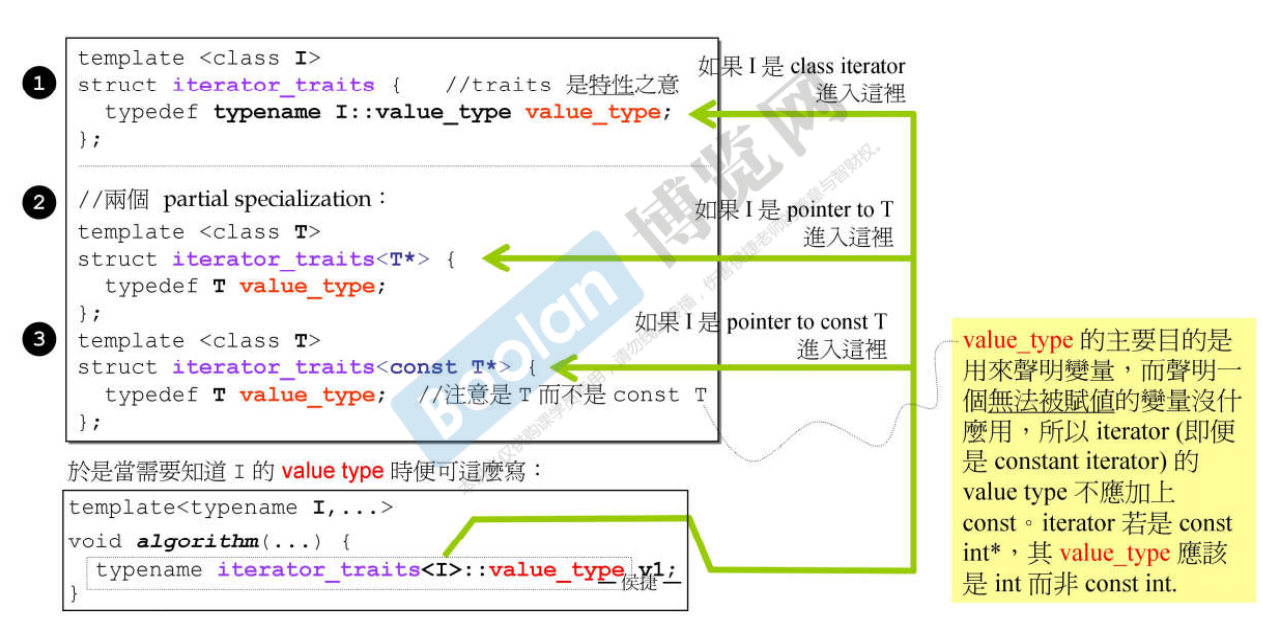 1
template <class I>
struct iterator_traits {   //traits 是特性之意
  typedef typename I::value_type value_type;
};
如果 I 是 class iterator
進入這裡
2
//兩個 partial specialization：
template <class T>
struct iterator_traits<T*> {
  typedef T value_type;
};
如果 I 是 pointer to T
進入這裡
3
template <class T>
struct iterator_traits<const T*> {
  typedef T value_type;  //注意是 T 而不是 const T
};
如果 I 是 pointer to const T
進入這裡
value_type 的主要目的是
用來聲明變量，而聲明一
個無法被賦值的變量沒什
麼用，所以 iterator (即便
是 constant iterator) 的
value type 不應加上
const。iterator 若是 const
int*，其 value_type 應該
是 int 而非 const int.
於是當需要知道 I 的 value type 時便可這麼寫：
template<typename I,...>
void algorithm(...) {
  typename iterator_traits<I>::value_type v1;
}
— 侯捷 —
Boolan
博览网